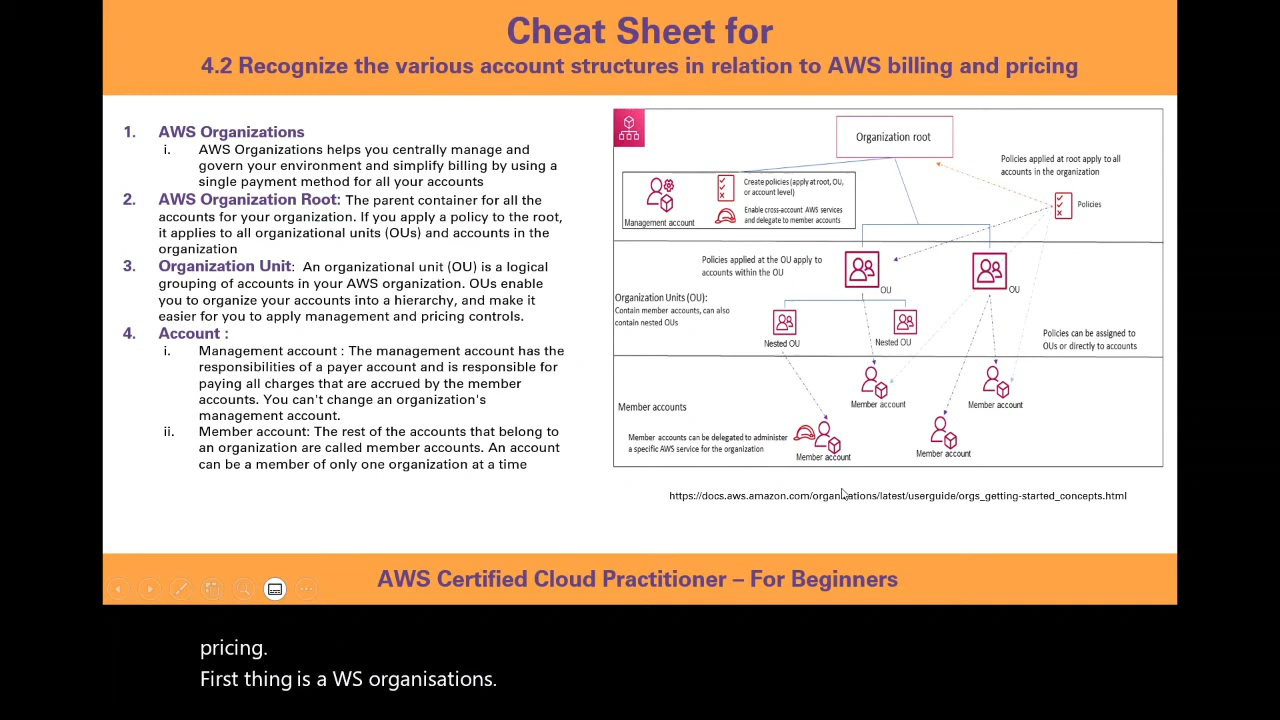 Cheat Sheet for
4.2 Recognize the various account structures in relation to AWS billing and pricing
1. AWS Organizations
i. AWS Organizations helps you centrally manage and
govern your environment and simplify billing by using a
single payment method for all your accounts
2. AWS Organization Root: The parent container for all the
accounts for your organization. If you apply a policy to the root,
it applies to all organizational units (OUs) and accounts in the
organization
3. Organization Unit: An organizational unit (OU) is a logical
grouping of accounts in your AWS organization. OUs enable
you to organize your accounts into a hierarchy, and make it
easier for you to apply management and pricing controls.
4. Account :
i. Management account : The management account has the
responsibilities of a payer account and is responsible for
paying all charges that are accrued by the member
accounts. You can't change an organization's
management account.
ii. Member account: The rest of the accounts that belong to
an organization are called member accounts. An account
can be a member of only one organization at a time
Organization root
Policies applied at root apply to all
accounts in the organization
Policies
Management account
Create policies (apply at root, OU,
or account level)
Enable cross-account AWS services
and delegate to member accounts
Policies applied at the OU apply to
accounts within the OU
OU
OU
Organization Units (OU):
Contain member accounts, can also
contain nested OUs
Nested OU
Nested OU
Policies can be assigned to
OUs or directly to accounts
Member account
Member account
Member accounts
Member accounts can be delegated to administer
a specific AWS service for the organization
Member account
Member account
https://docs.aws.amazon.com/organizations/latest/userguide/orgs_getting-started_concepts.html
AWS Certified Cloud Practitioner – For Beginners
pricing.
First thing is a WS organisations.